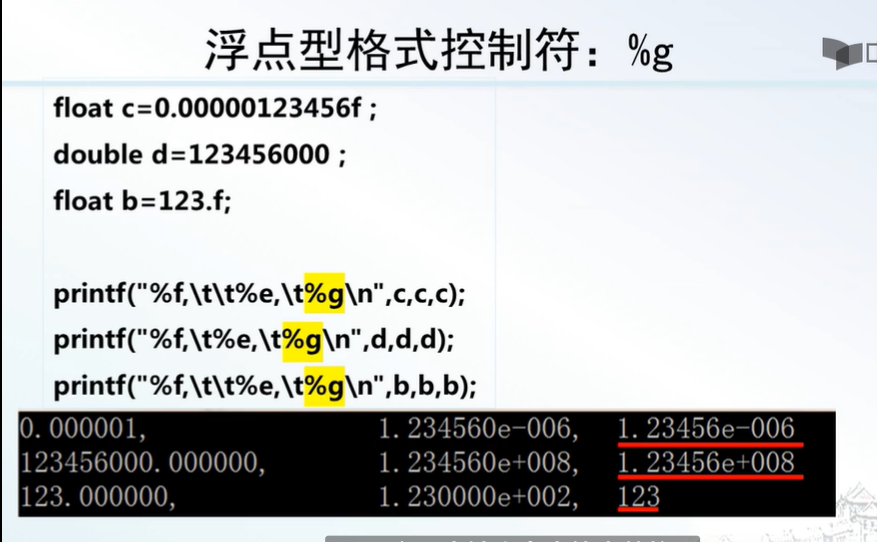 浮点型格式控制符：%g
float c=0.00000123456f ;
double d=123456000 ;
float b=123.f;
printf("%f,\t\t%e,\t%g\n",c,c,c);
printf("%f,\t%e,\t%g\n",d,d,d);
printf("%f,\t\t%e,\t%g\n",b,b,b);
0.000001, 1.234560e-006, 1.23456e-006
123456000.000000, 1.234560e+008, 1.23456e+008
123.000000, 1.230000e+002, 123